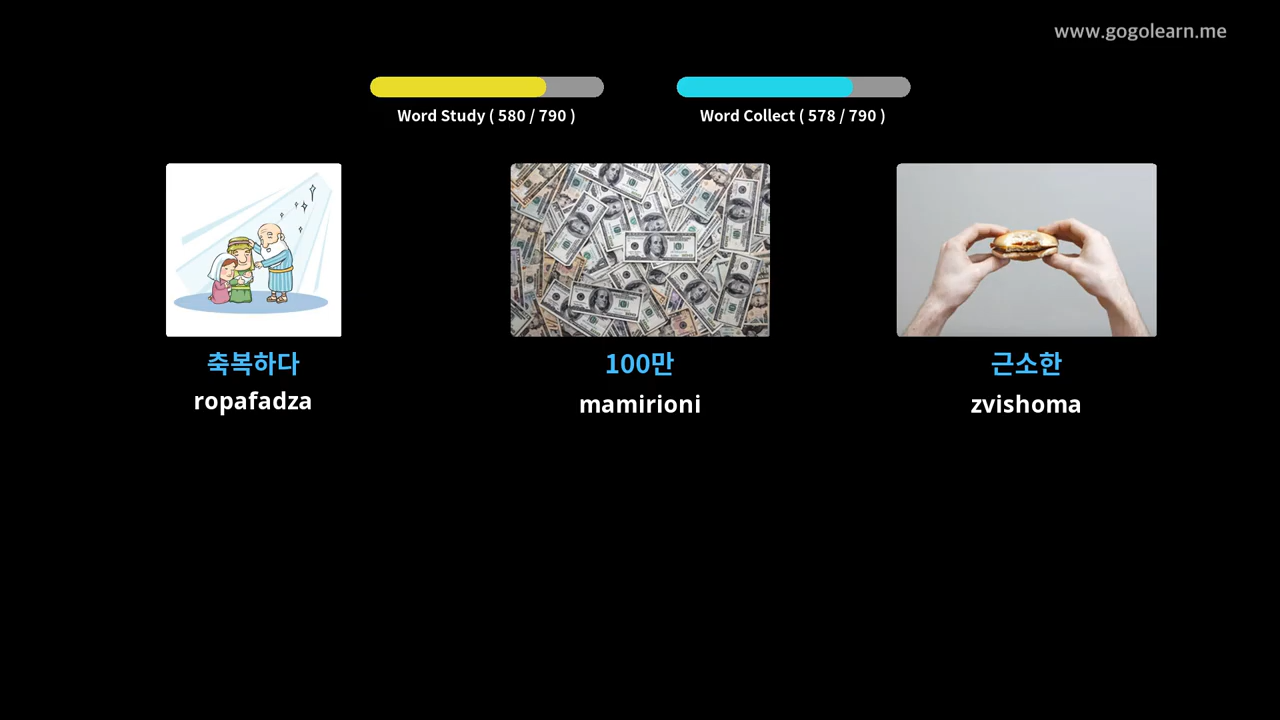 www.gogolearn.me
Word Study ( 580 / 790 )
Word Collect ( 578 / 790 )
축복하다
ropafadza
100만
mamirioni
근소한
zvishoma